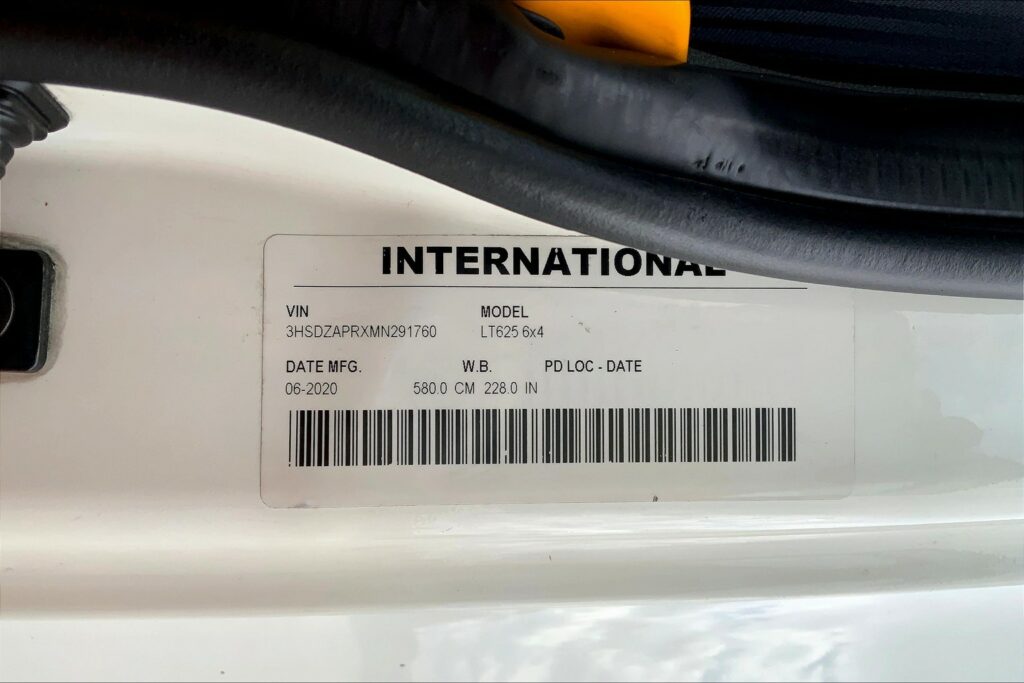 INTERNATIONAL
VIN MODEL
3HSDZAPRXMN291760 LT625 6x4
DATE MFG. W.B. PD LOC - DATE
06-2020 580.0 CM 228.0 IN